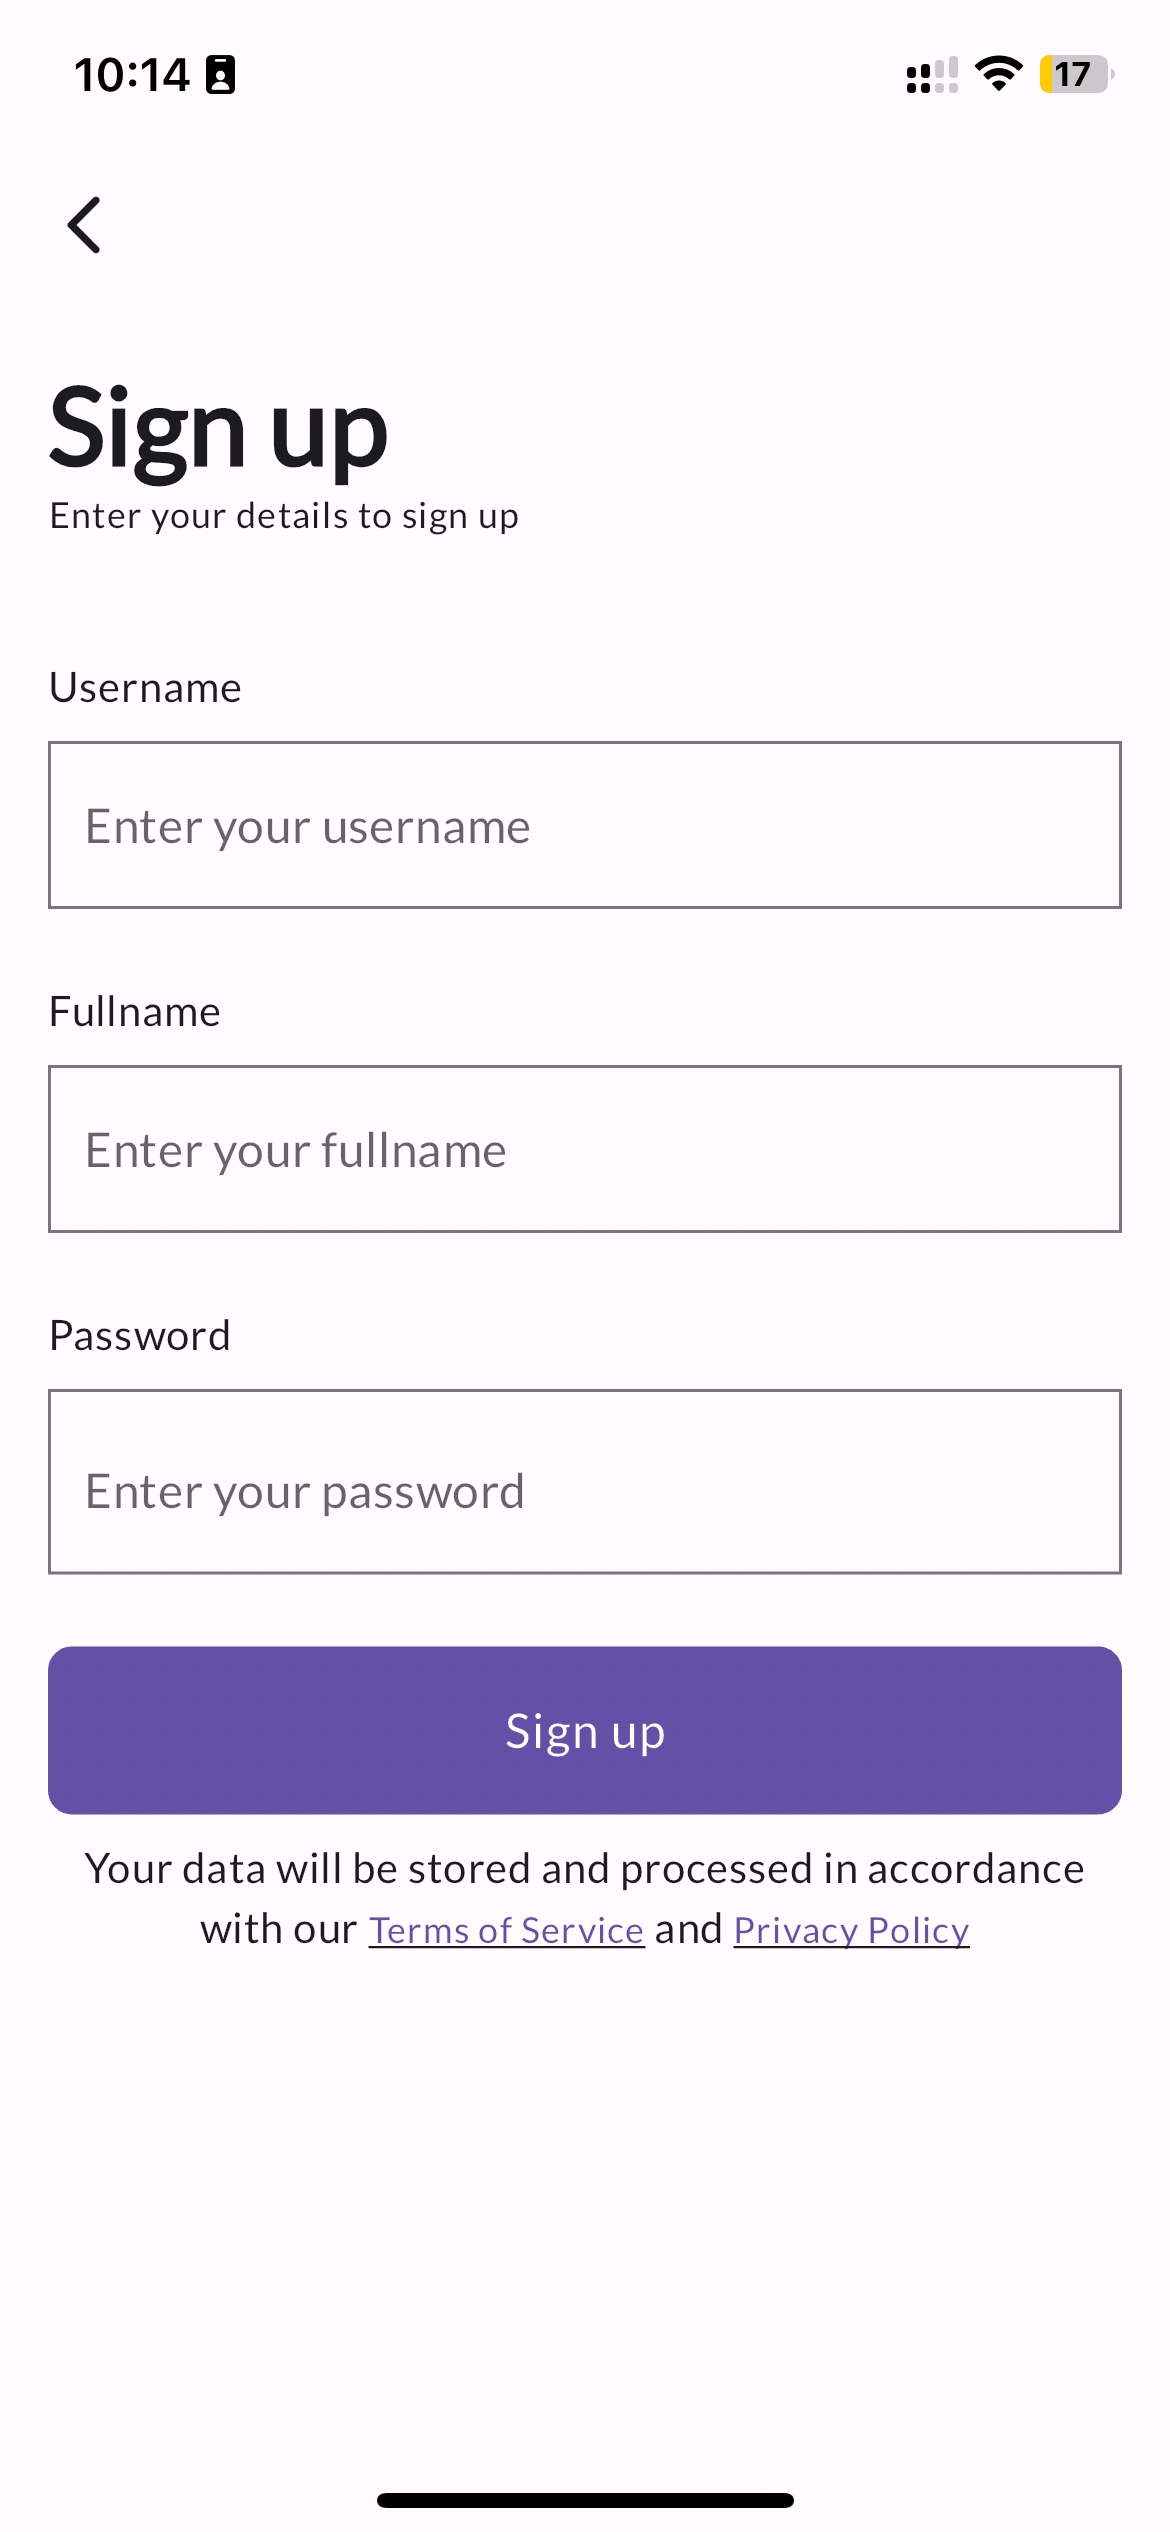 10:14
17
Sign up
Enter your details to sign up
Username
Enter your username
Fullname
Enter your fullname
Password
Enter your password
Sign up
Your data will be stored and processed in accordance
with our Terms of Service and Privacy Policy